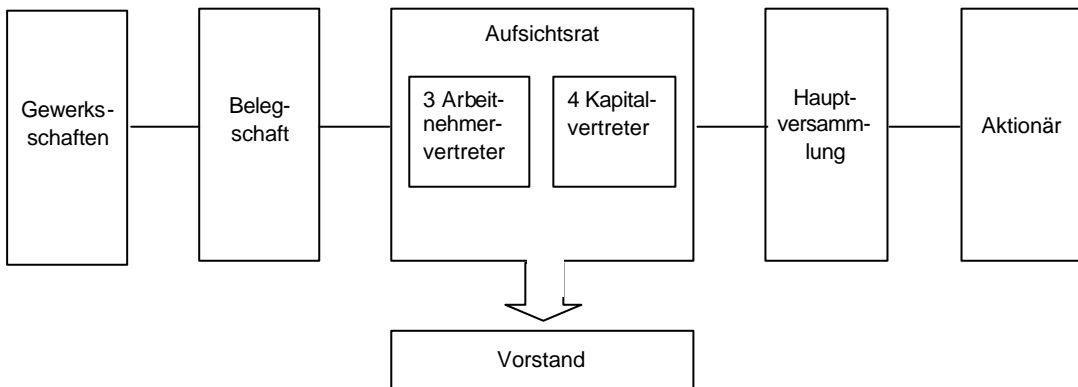 Gewerks-
schaften
Beleg-
schaft
Aufsichtsrat
3 Arbeit-
nehmer-
vertreter
4 Kapital-
vertreter
Haupt-
versamm-
lung
Aktionär
Vorstand